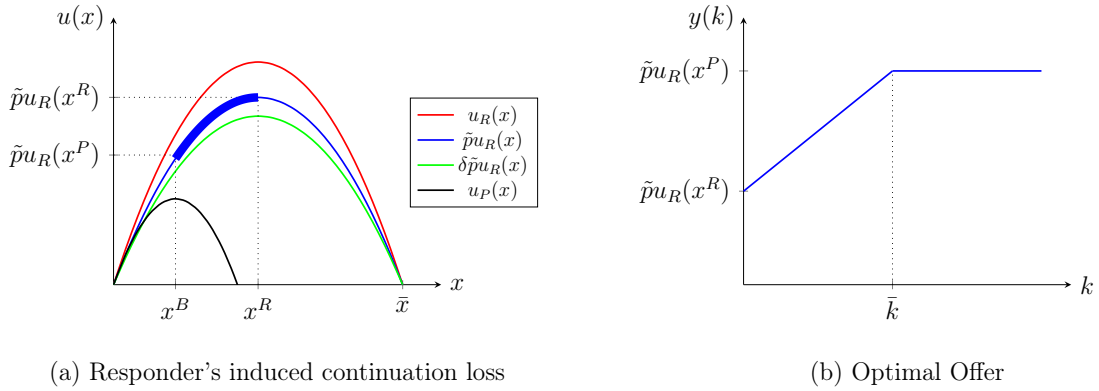 u(x)
p̃u_R(x^R)
p̃u_R(x^P)
x^B
x^R
x̄
x
u_R(x)
p̃u_R(x)
δp̃u_R(x)
u_P(x)
(a) Responder's induced continuation loss
y(k)
p̃u_R(x^P)
p̃u_R(x^R)
k̄
k
(b) Optimal Offer